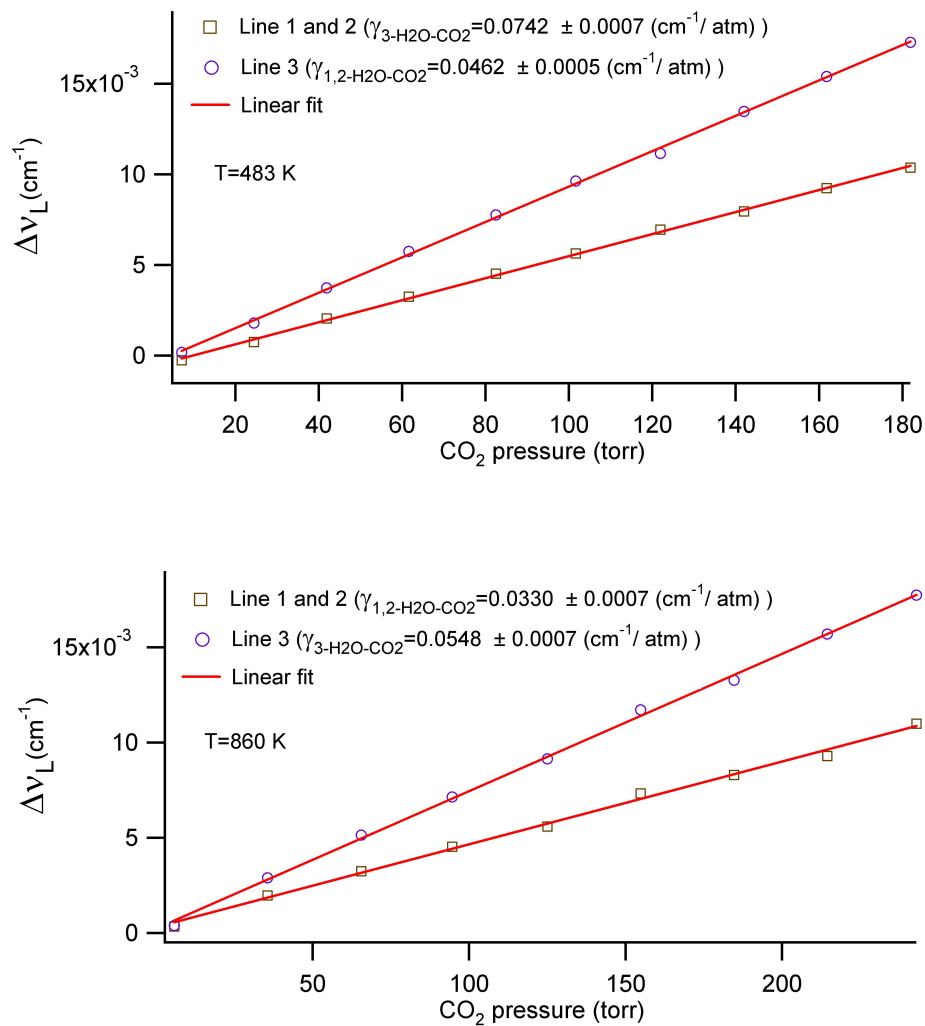 Line 1 and 2 (γ3-H2O-CO2=0.0742 ± 0.0007 (cm-1/ atm) )
Line 3 (γ1,2-H2O-CO2=0.0462 ± 0.0005 (cm-1/ atm) )
Linear fit
T=483 K
ΔνL(cm-1)
15x10-3
10
5
0
20 40 60 80 100 120 140 160 180
CO2 pressure (torr)
Line 1 and 2 (γ1,2-H2O-CO2=0.0330 ± 0.0007 (cm-1/ atm) )
Line 3 (γ3-H2O-CO2=0.0548 ± 0.0007 (cm-1/ atm) )
Linear fit
T=860 K
ΔνL(cm-1)
15x10-3
10
5
0
50 100 150 200
CO2 pressure (torr)